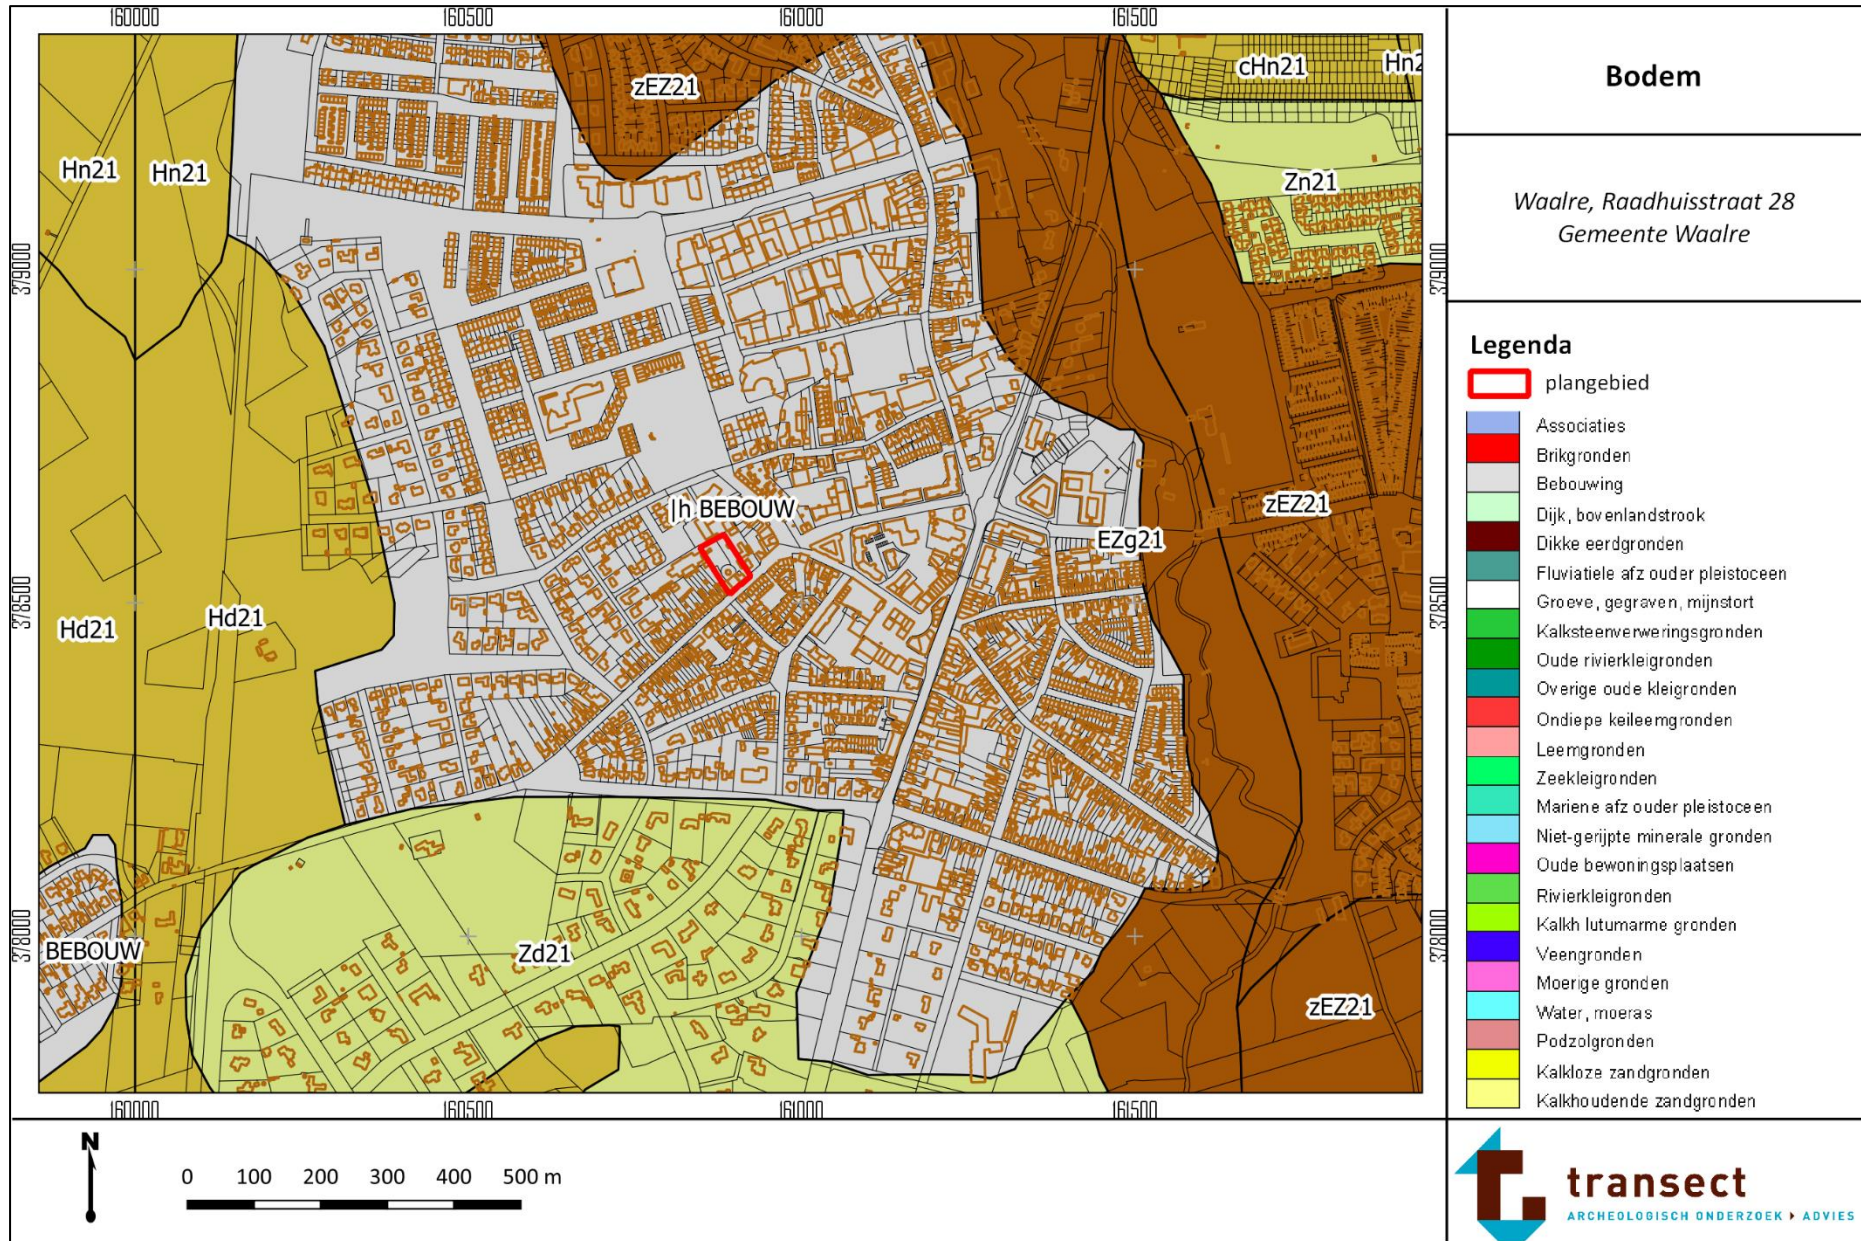 160000 160500 161000 161500
Bodem
Waalre, Raadhuisstraat 28
Gemeente Waalre
Legenda
plangebied
Associaties
Brikgronden
Bebouwing
Dijk, bovenlandstrook
Dikke eerdgronden
Fluviatiele afz ouder pleistoceen
Groeve, gegraven, mijnstort
Kalksteenverweringsgronden
Oude rivierkleigronden
Overige oude kleigronden
Ondiepe keileemgronden
Leemgronden
Zeekleigronden
Mariene afz ouder pleistoceen
Niet-gerijpte minerale gronden
Oude bewoningsplaatsen
Rivierkleigronden
Kalkh lutumarme gronden
Veengronden
Moerige gronden
Water, moeras
Podzolgronden
Kalkloze zandgronden
Kalkhoudende zandgronden
zEZ21
cHn21
Hn2
Hn21
Hn21
Zn21
379000
379000
|h BEBOUW
zEZ21
EZg21
378500
378500
Hd21
Hd21
BEBOUW
Zd21
378000
378000
zEZ21
160000 160500 161000 161500
N
0 100 200 300 400 500 m
transect
ARCHEOLOGISCH ONDERZOEK ADVIES